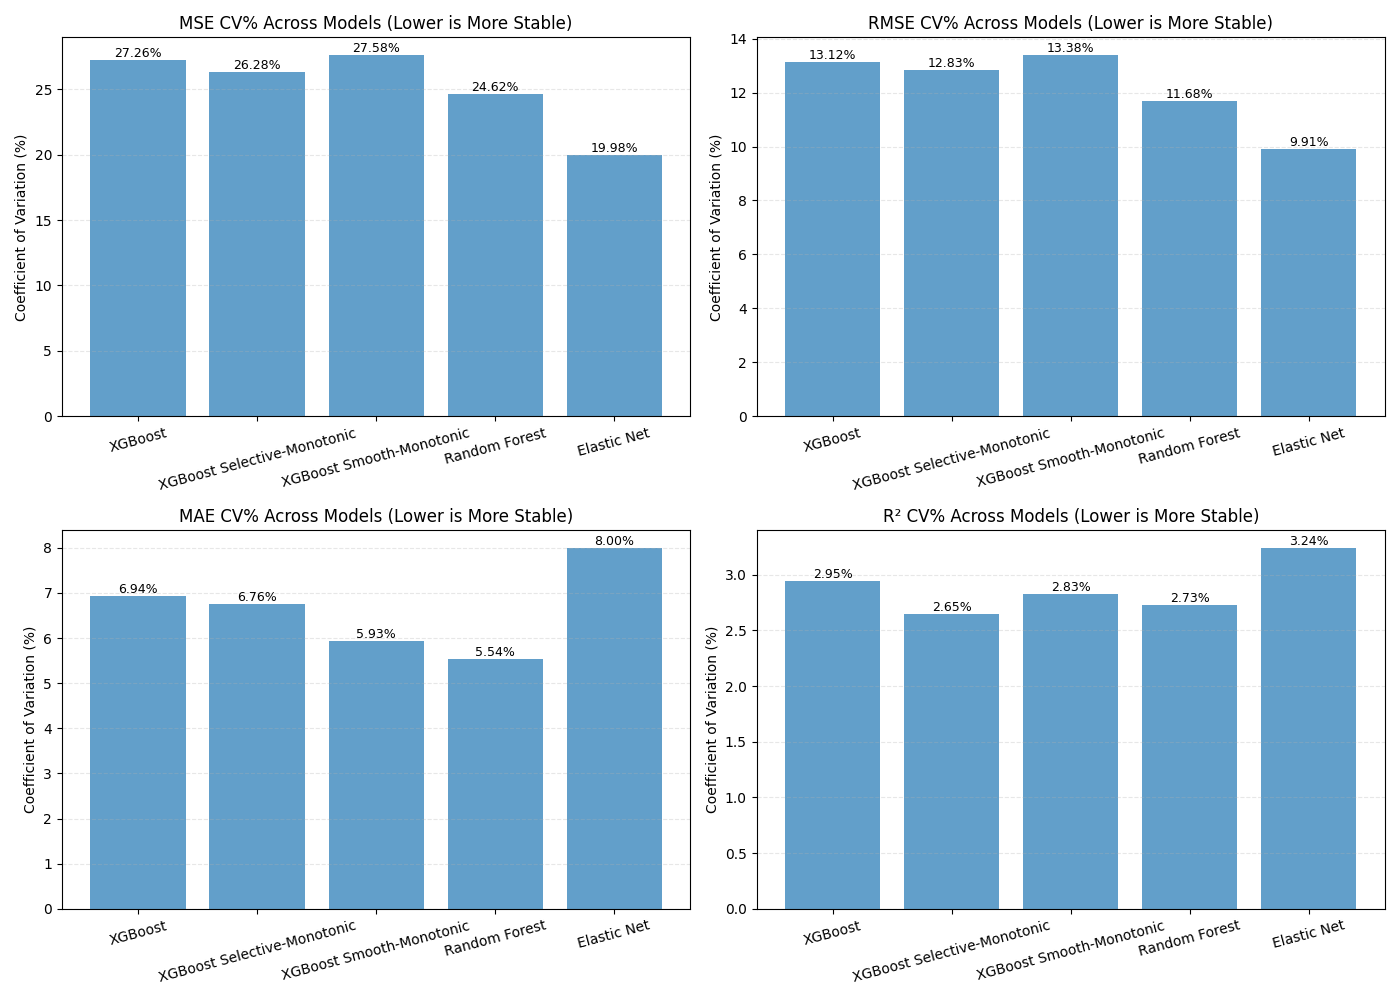 MSE CV% Across Models (Lower is More Stable)
Coefficient of Variation (%)
25
20
15
10
5
0
27.26%
26.28%
27.58%
24.62%
19.98%
XGBoost
XGBoost Selective-Monotonic
XGBoost Smooth-Monotonic
Random Forest
Elastic Net
RMSE CV% Across Models (Lower is More Stable)
Coefficient of Variation (%)
14
12
10
8
6
4
2
0
13.12%
12.83%
13.38%
11.68%
9.91%
XGBoost
XGBoost Selective-Monotonic
XGBoost Smooth-Monotonic
Random Forest
Elastic Net
MAE CV% Across Models (Lower is More Stable)
Coefficient of Variation (%)
8
7
6
5
4
3
2
1
0
6.94%
6.76%
5.93%
5.54%
8.00%
XGBoost
XGBoost Selective-Monotonic
XGBoost Smooth-Monotonic
Random Forest
Elastic Net
R² CV% Across Models (Lower is More Stable)
Coefficient of Variation (%)
3.0
2.5
2.0
1.5
1.0
0.5
0.0
2.95%
2.65%
2.83%
2.73%
3.24%
XGBoost
XGBoost Selective-Monotonic
XGBoost Smooth-Monotonic
Random Forest
Elastic Net